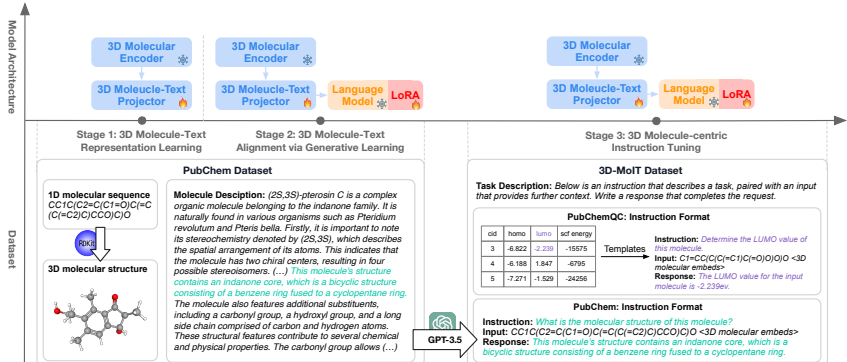 Model Architecture
3D Molecular
Encoder
3D Moleucle-Text
Projector
3D Molecular
Encoder
3D Moleucle-Text
Projector
Language
Model
LoRA
3D Molecular
Encoder
3D Moleucle-Text
Projector
Language
Model
LoRA
Stage 1: 3D Molecule-Text
Representation Learning
Stage 2: 3D Molecule-Text
Alignment via Generative Learning
Stage 3: 3D Molecule-centric
Instruction Tuning
Dataset
PubChem Dataset
1D molecular sequence
CC1C(C2=C(C1=O)C(=C
(C(=C2)C)CCO)C)O
RDKit
3D molecular structure
Molecule Desciption: (2S,3S)-pterosin C is a complex
organic molecule belonging to the indanone family. It is
naturally found in various organisms such as Pteridium
revolutum and Pteris bella. Firstly, it is important to note
its stereochemistry denoted by (2S,3S), which describes
the spatial arrangement of its atoms. This indicates that
the molecule has two chiral centers, resulting in four
possible stereoisomers. (…) This molecule's structure
contains an indanone core, which is a bicyclic structure
consisting of a benzene ring fused to a cyclopentane ring.
The molecule also features additional substituents,
including a carbonyl group, a hydroxyl group, and a long
side chain comprised of carbon and hydrogen atoms.
These structural features contribute to several chemical
and physical properties. The carbonyl group allows (…)
GPT-3.5
3D-MoIT Dataset
Task Description: Below is an instruction that describes a task, paired with an input
that provides further context. Write a response that completes the request.
PubChemQC: Instruction Format
cid homo lumo scf energy
3 -6.822 -2.239 -15575
4 -6.188 1.847 -6795
5 -7.271 -1.529 -24256
Templates
Instruction: Determine the LUMO value of
this molecule.
Input: C1=CC(C(C(=C1)C(=O)O)O)O <3D
molecular embeds>
Response: The LUMO value for the input
molecule is -2.239ev.
PubChem: Instruction Format
Instruction: What is the molecular structure of this molecule?
Input: CC1C(C2=C(C1=O)C(=C(C(=C2)C)CCO)C)O <3D molecular embeds>
Response: This molecule's structure contains an indanone core, which is a
bicyclic structure consisting of a benzene ring fused to a cyclopentane ring.